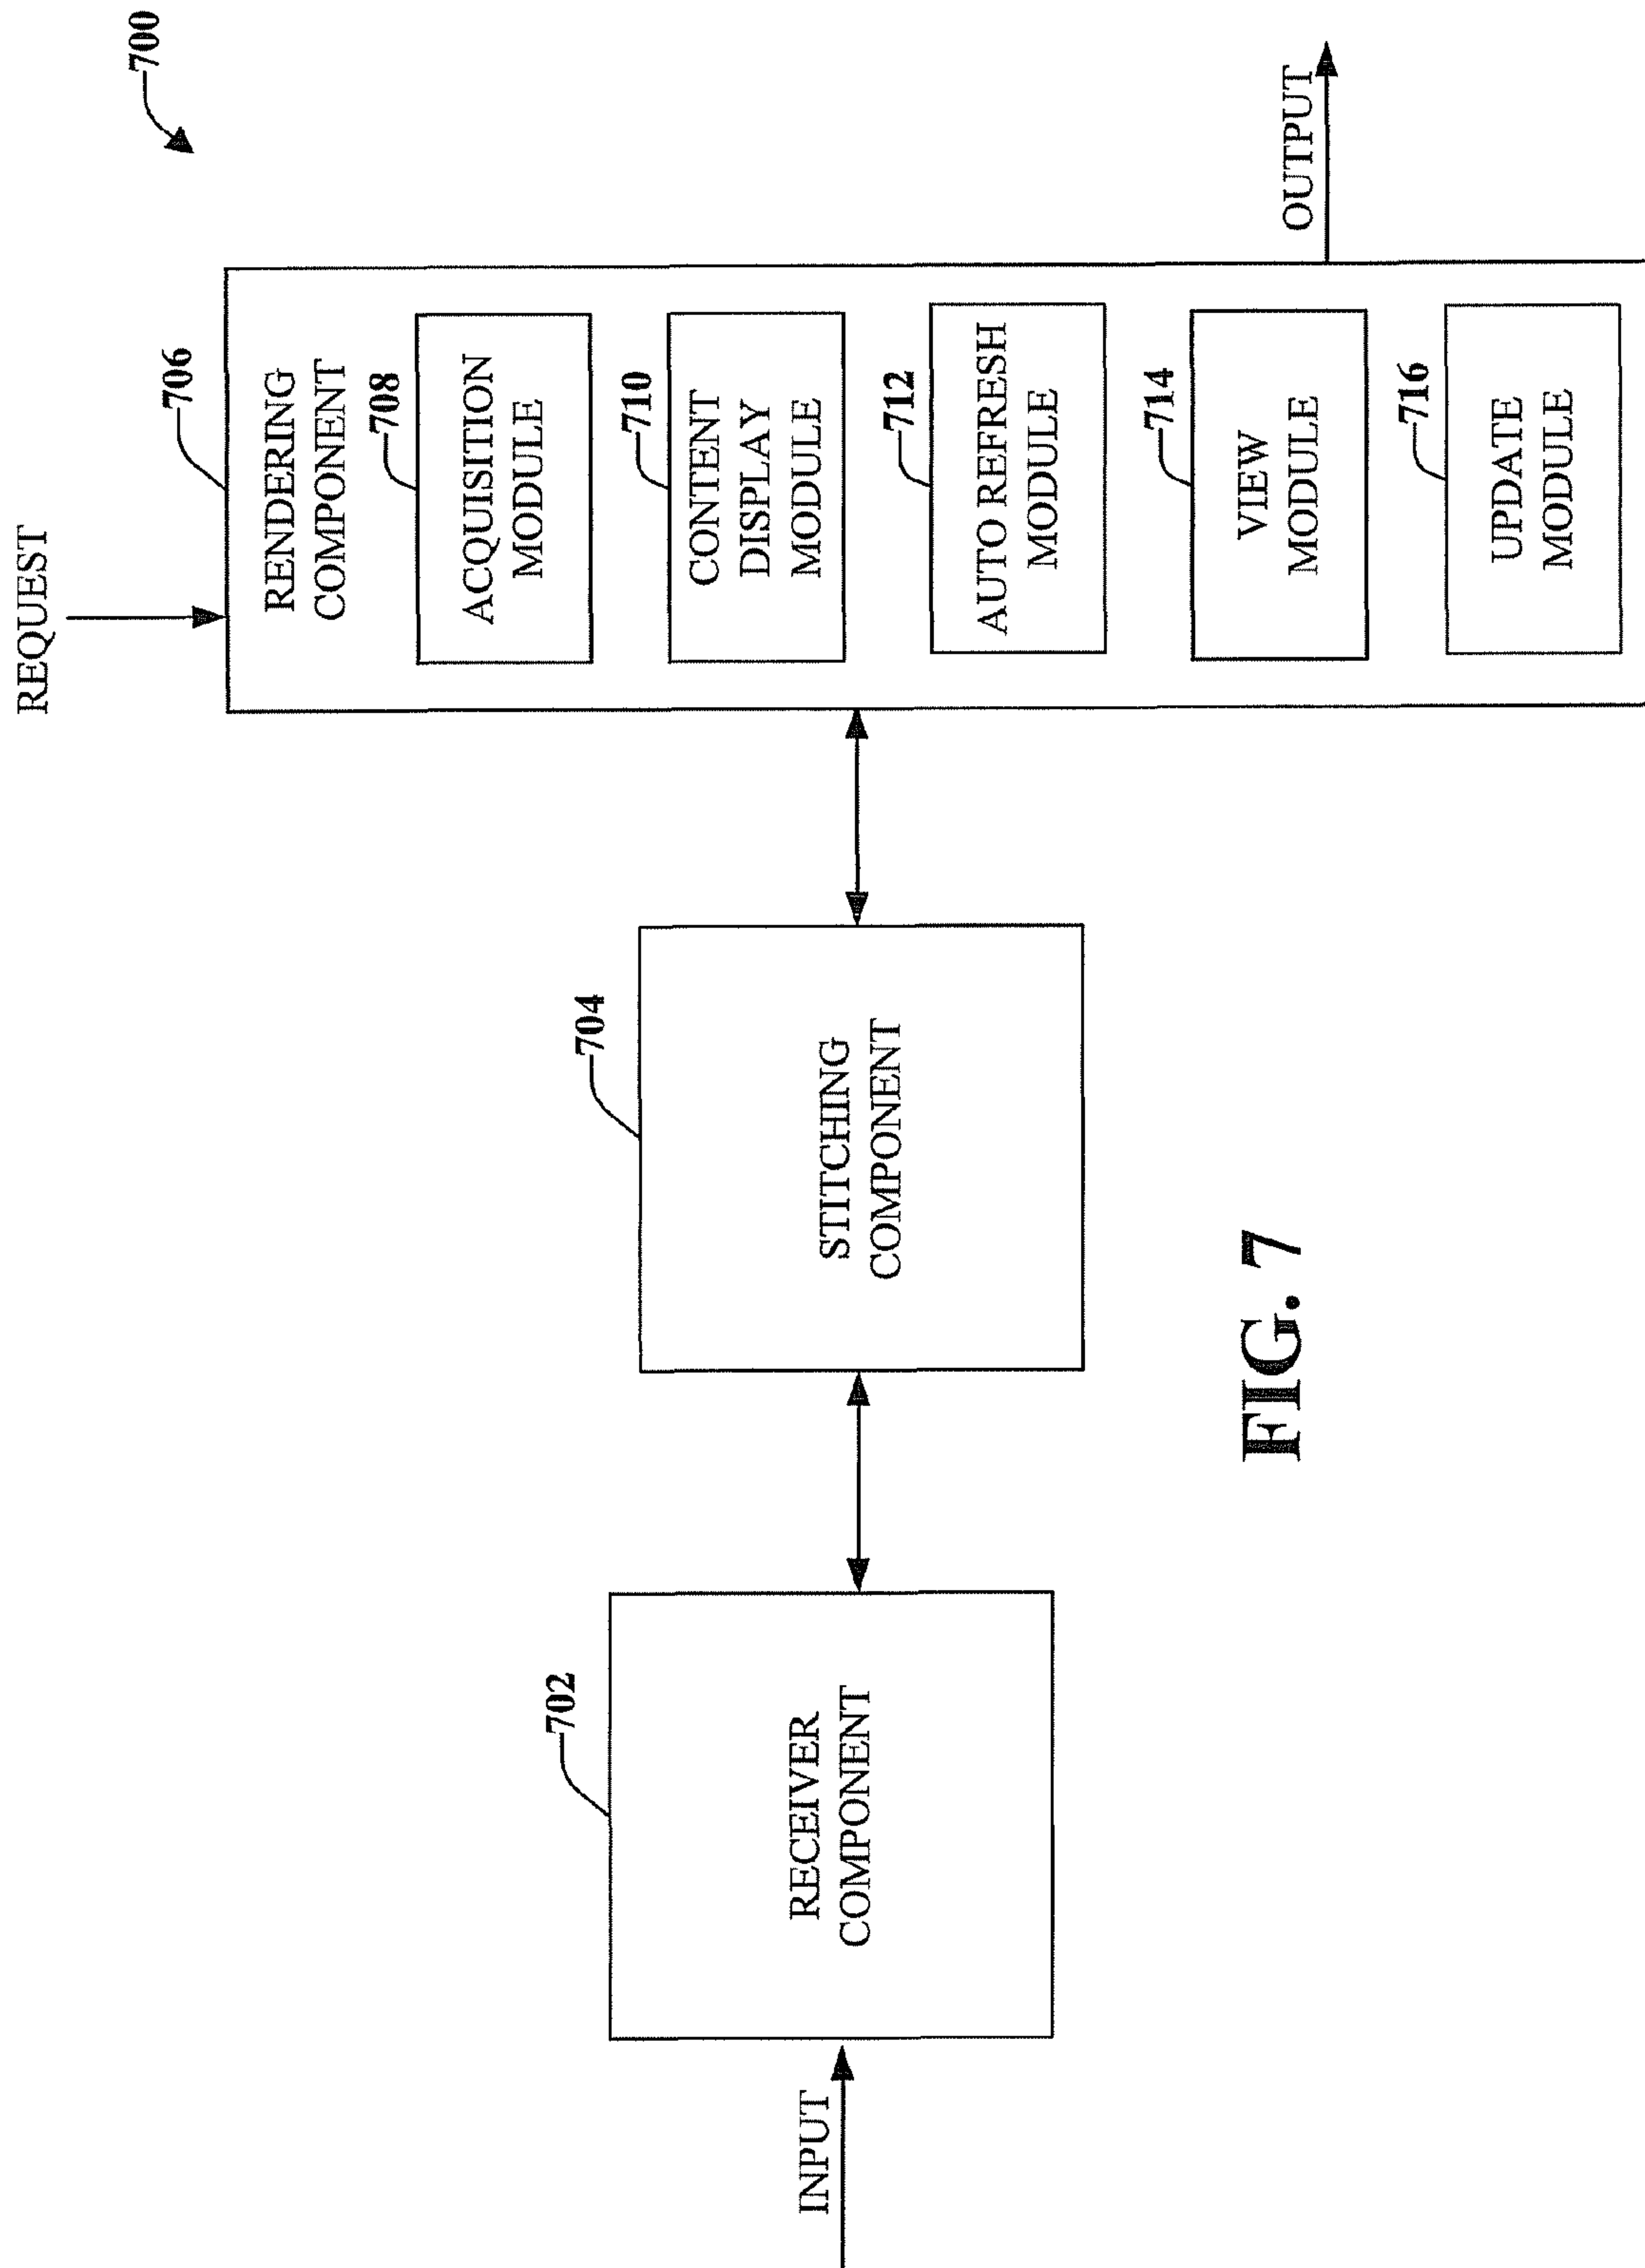 700
REQUEST
706
RENDERING
COMPONENT
708
ACQUISITION
MODULE
710
CONTENT
DISPLAY
MODULE
712
AUTO REFRESH
MODULE
714
VIEW
MODULE
716
UPDATE
MODULE
OUTPUT
704
STITCHING
COMPONENT
702
RECEIVER
COMPONENT
INPUT
FIG. 7